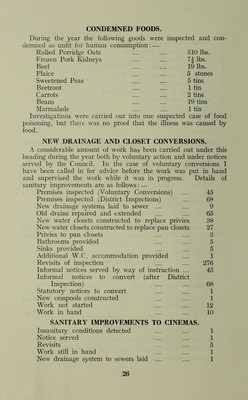 CONDEMNED FOODS.
During the year the following goods were inspected and con-
demned as unfit for human consumption:—
Rolled Porridge Oats 310 lbs.
Frozen Pork Kidneys 7½ lbs.
Beef 19 lbs.
Plaice 5 stones
Sweetened Peas 5 tins
Beetroot 1 tin
Carrots 2 tins
Beans 19 tins
Marmalade 1 tin
Investigations were carried out into one suspected case of food
poisoning, but there was no proof that the illness was caused by
food.
NEW DRAINAGE AND CLOSET CONVERSIONS.
A considerable amount of work has been carried out under this
heading during the year both by voluntary action and under notices
served by the Council. In the case of voluntary conversions I
have been called in for advice before the work was put in hand
and supervised the work while it was in progress. Details of
sanitary improvements are as follows:—
Premises inspected (Voluntary Conversions) 45
Premises inspected (District Inspections) 68
New drainage systems laid to sewer 9
Old drains repaired and extended 65
New water closets constructed to replace privies 38
New water closets constructed to replace pan closets 27
Privies to pan closets 3
Bathrooms provided 5
Sinks provided 5
Additional W.C. accommodation provided 1
Revisits of inspection 276
Informal notices served by way of instruction 45
Informal notices to convert (after District
Inspection) 68
Statutory notices to convert 1
New cesspools constructed 1
Work not started 12
Work in hand 10
SANITARY IMPROVEMENTS TO CINEMAS.
Insanitary conditions detected 1
Notice served 1
Revisits 5
Work still in hand 1
New drainage system to sewers laid 1
26